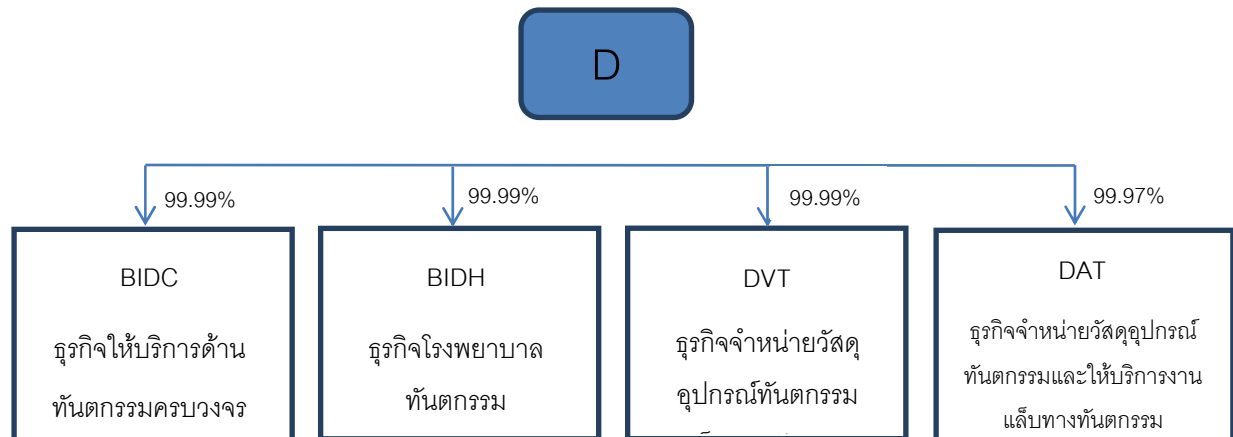 D
99.99%
99.99%
99.99%
99.97%
BIDC
ธุรกิจให้บริการด้าน
ทันตกรรมครบวงจร
BIDH
ธุรกิจโรงพยาบาล
ทันตกรรม
DVT
ธุรกิจจำหน่ายวัสดุ
อุปกรณ์ทันตกรรม
DAT
ธุรกิจจำหน่ายวัสดุอุปกรณ์
ทันตกรรมและให้บริการงาน
แล็บทางทันตกรรม